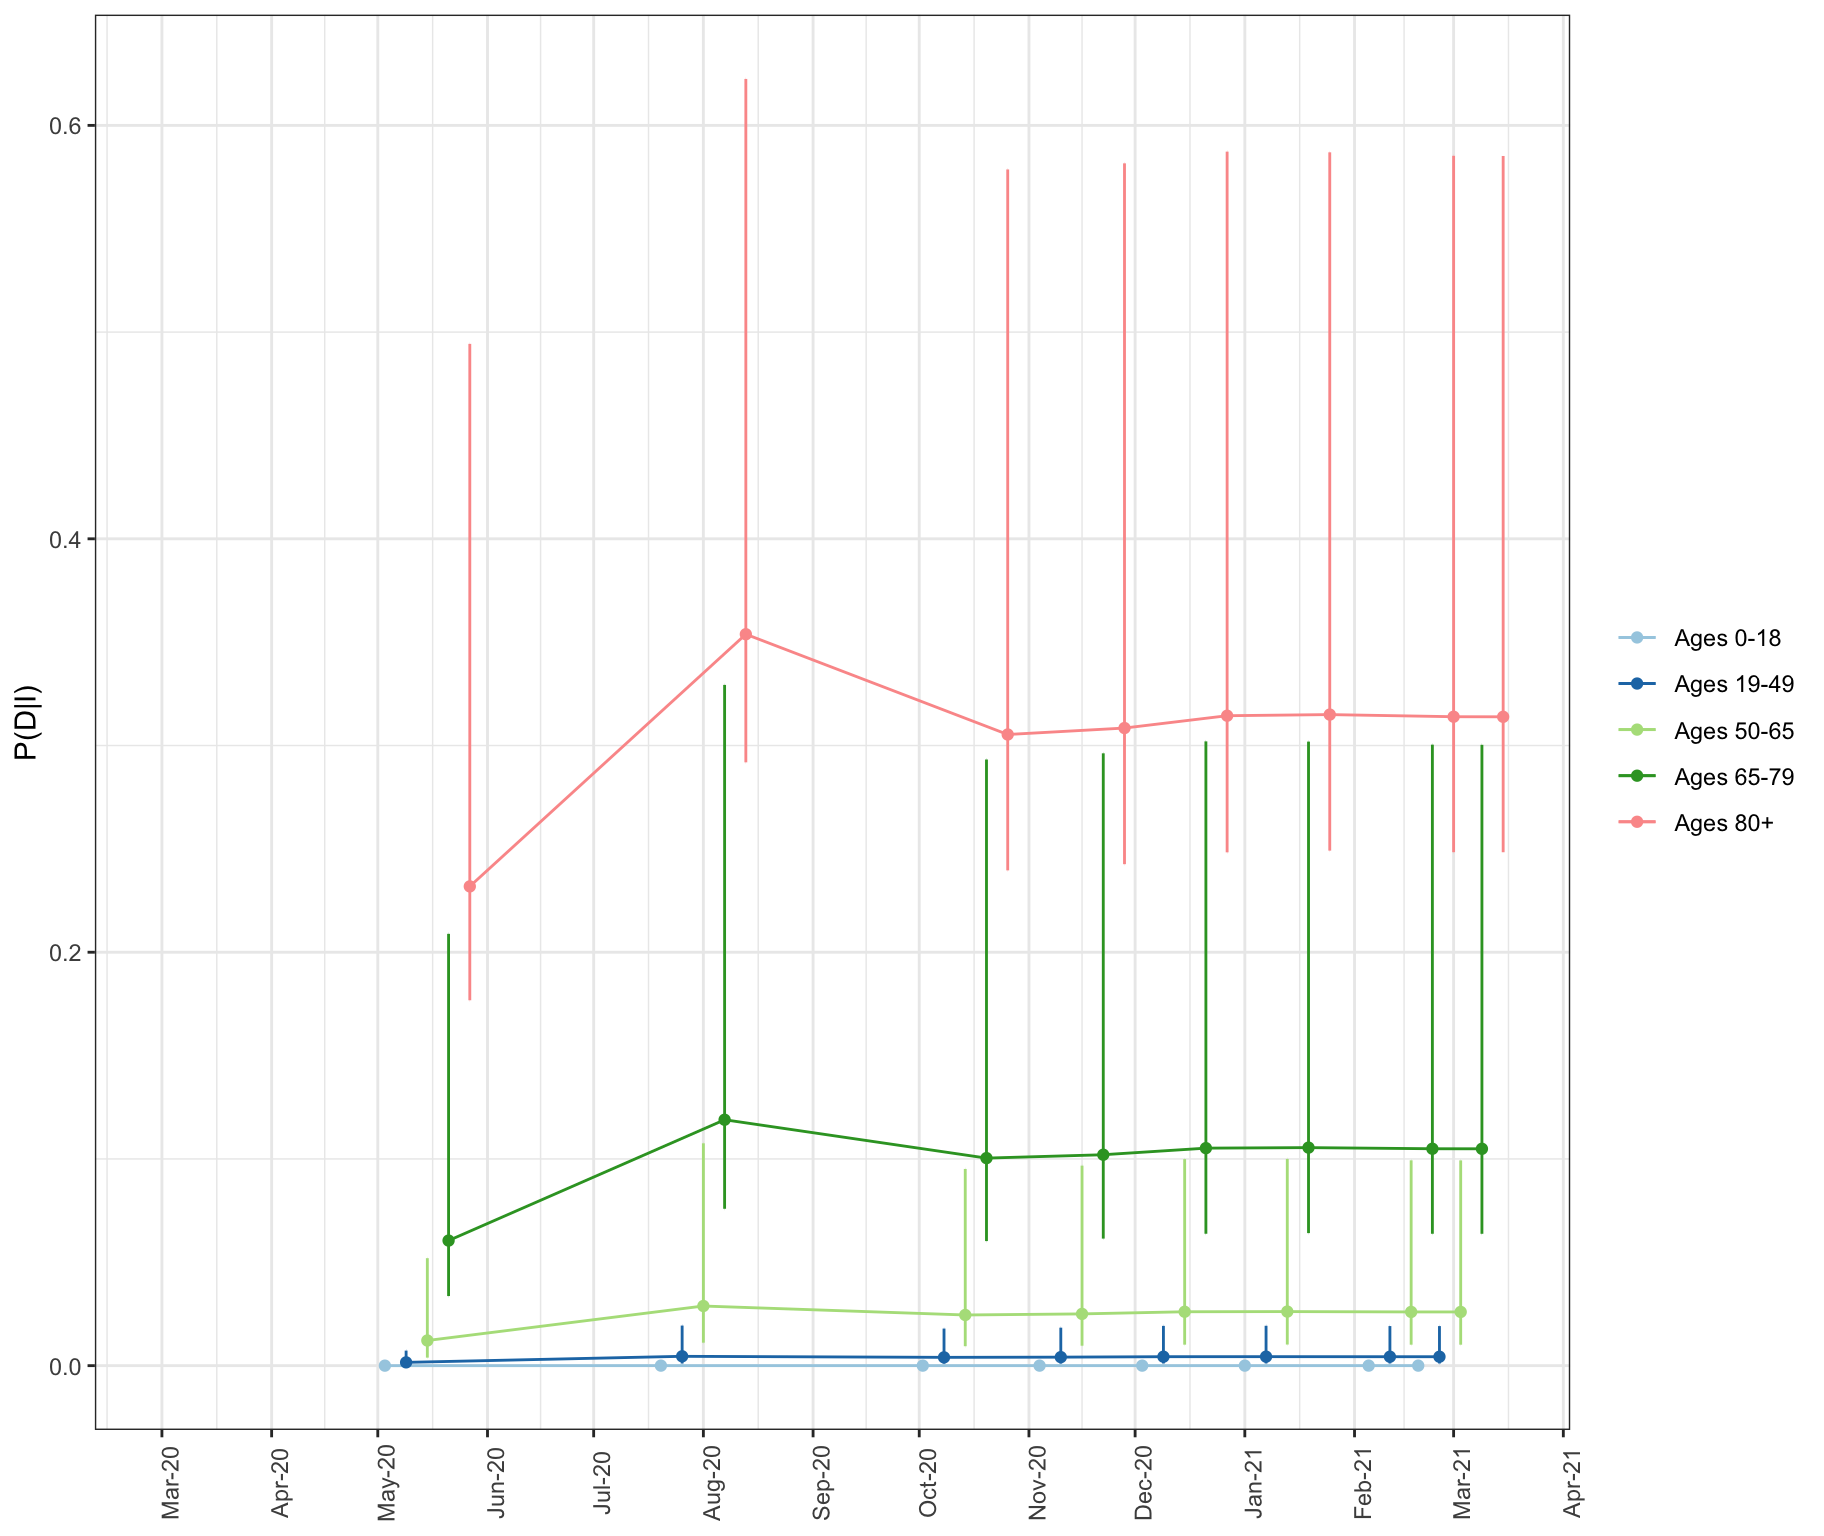 P(D|I)
0.6
0.4
0.2
0.0
Mar-20
Apr-20
May-20
Jun-20
Jul-20
Aug-20
Sep-20
Oct-20
Nov-20
Dec-20
Jan-21
Feb-21
Mar-21
Apr-21
Ages 0-18
Ages 19-49
Ages 50-65
Ages 65-79
Ages 80+